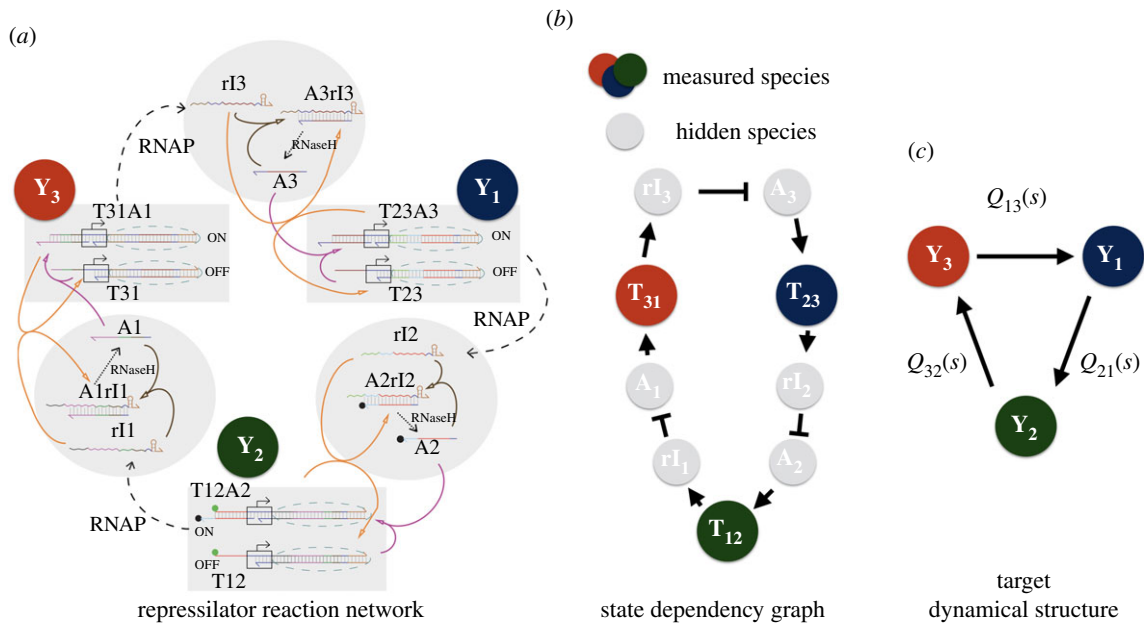 (a)
rI3
A3rI3
RNaseH
A3
RNAP
Y3
T31A1
ON
OFF
T31
Y1
T23A3
ON
OFF
T23
RNAP
A1
RNaseH
A1rI1
rI1
rI2
A2rI2
RNaseH
A2
Y2
T12A2
ON
OFF
T12
RNAP
repressilator reaction network
(b)
measured species
hidden species
rI3
A3
T31
T23
A1
rI2
rI1
A2
T12
state dependency graph
(c)
Q13(s)
Y3
Y1
Q32(s)
Q21(s)
Y2
target
dynamical structure